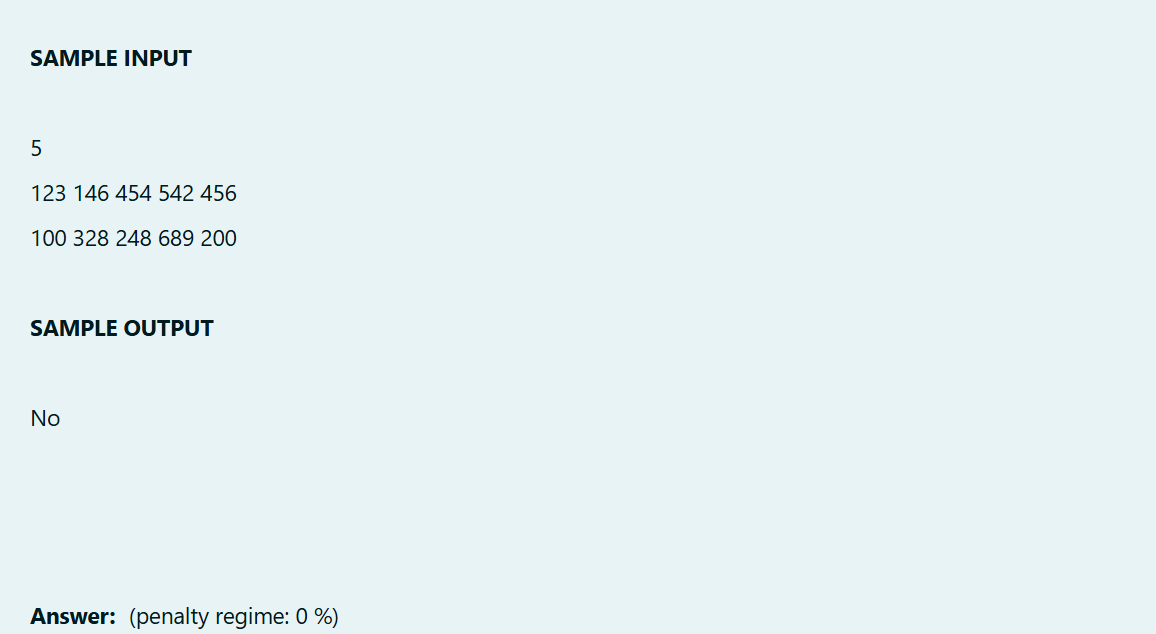 SAMPLE INPUT
5
123 146 454 542 456
100 328 248 689 200
SAMPLE OUTPUT
No
Answer: (penalty regime: 0 %)